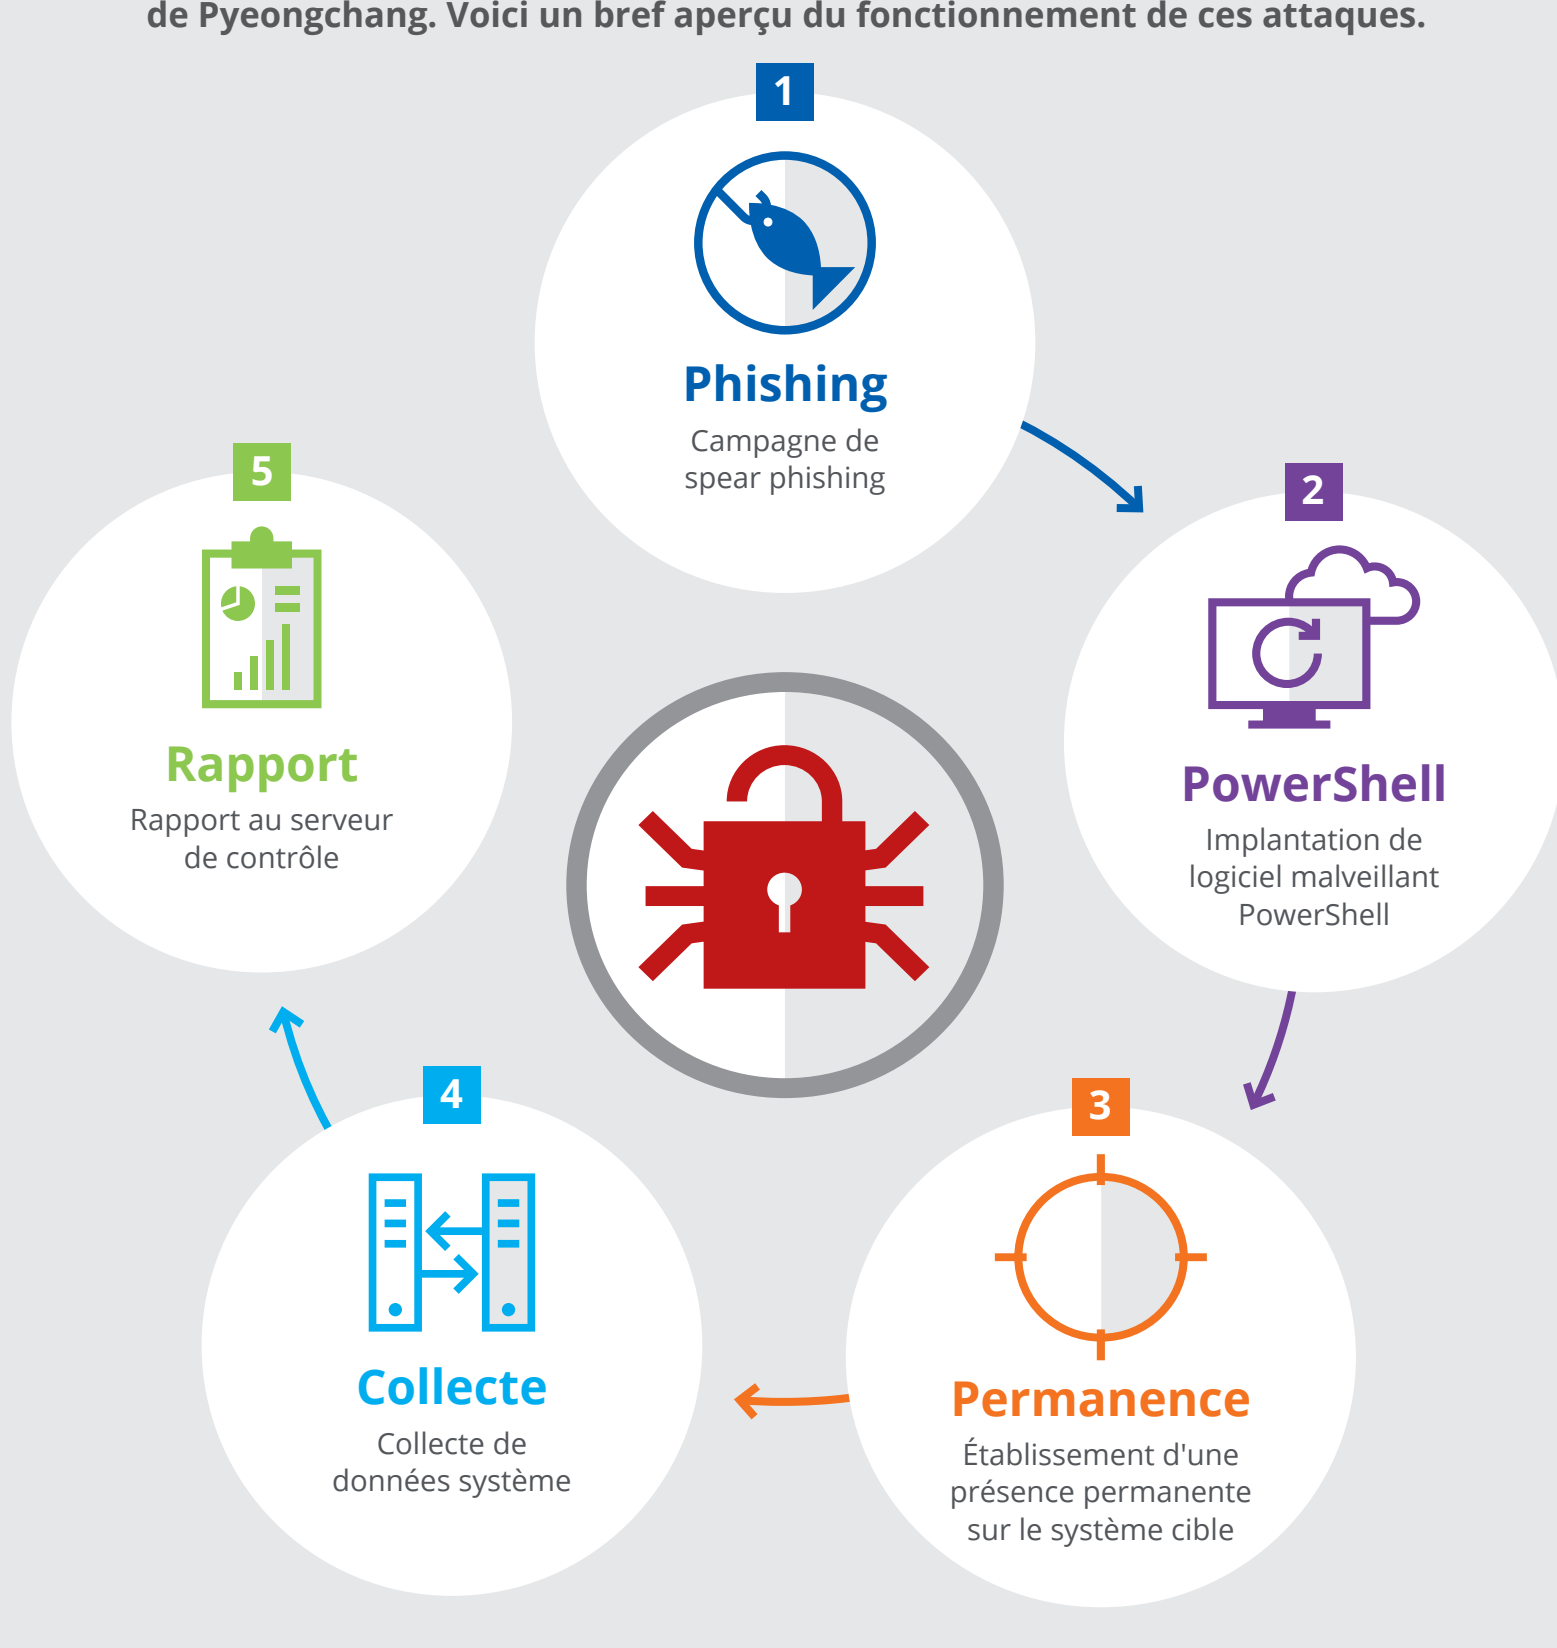 de Pyeongchang. Voici un bref aperçu du fonctionnement de ces attaques.
1
Phishing
Campagne de
spear phishing
2
PowerShell
Implantation de
logiciel malveillant
PowerShell
3
Permanence
Établissement d'une
présence permanente
sur le système cible
4
Collecte
Collecte de
données système
5
Rapport
Rapport au serveur
de contrôle